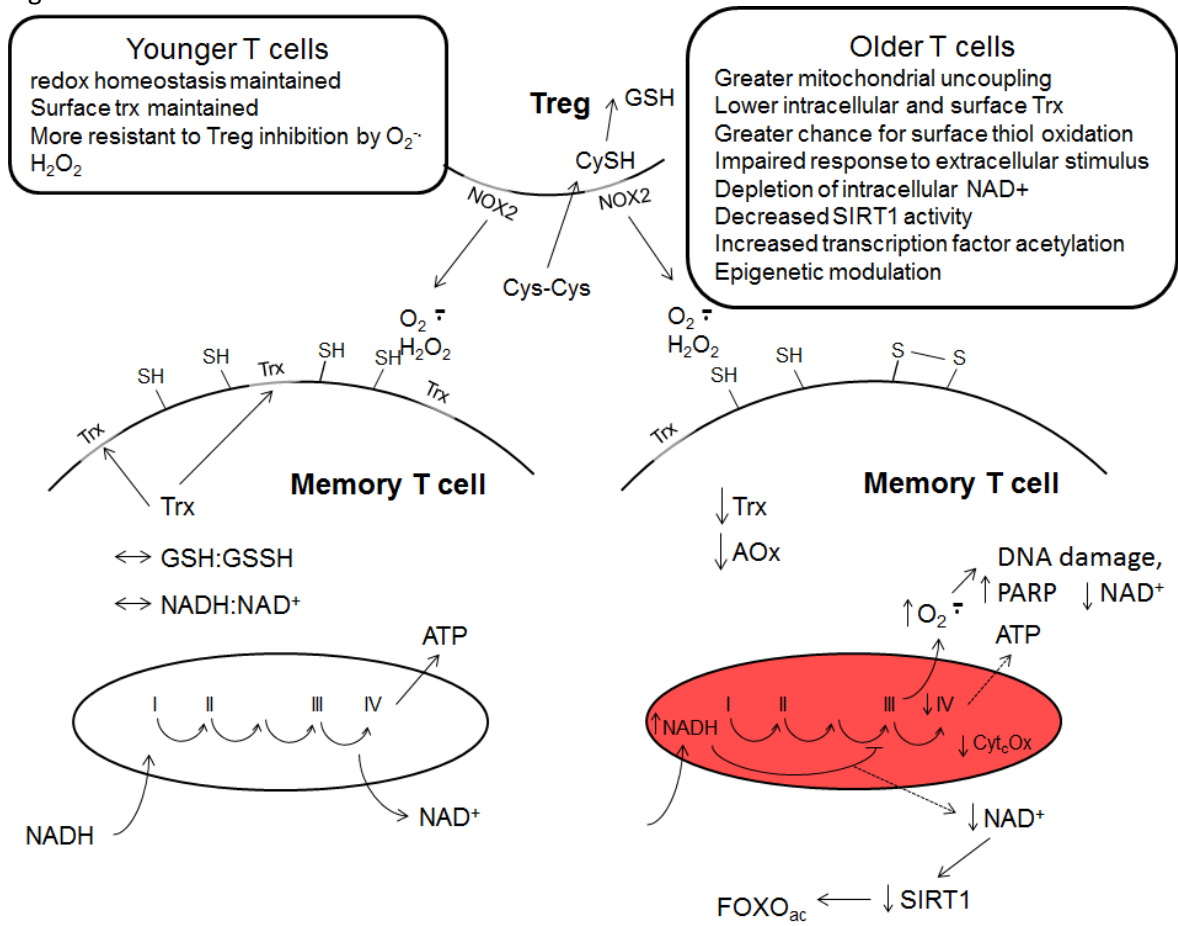 Younger T cells
redox homeostasis maintained
Surface trx maintained
More resistant to Treg inhibition by O₂⁻·
H₂O₂
Older T cells
Greater mitochondrial uncoupling
Lower intracellular and surface Trx
Greater chance for surface thiol oxidation
Impaired response to extracellular stimulus
Depletion of intracellular NAD+
Decreased SIRT1 activity
Increased transcription factor acetylation
Epigenetic modulation
Treg
GSH
CySH
NOX2
NOX2
Cys-Cys
O₂⁻·
H₂O₂
O₂⁻·
H₂O₂
SH
SH
Trx
SH
SH
Trx
Trx
Memory T cell
Trx
↔ GSH:GSSH
↔ NADH:NAD⁺
ATP
I II III IV
NADH
NAD⁺
SH
SH
S S
Trx
Memory T cell
↓Trx
↓AOx
DNA damage,
↑PARP ↓NAD⁺
↑O₂⁻·
ATP
I II III ↓IV
↑NADH
↓Cyt꜀Ox
↓NAD⁺
FOXOac ← ↓SIRT1